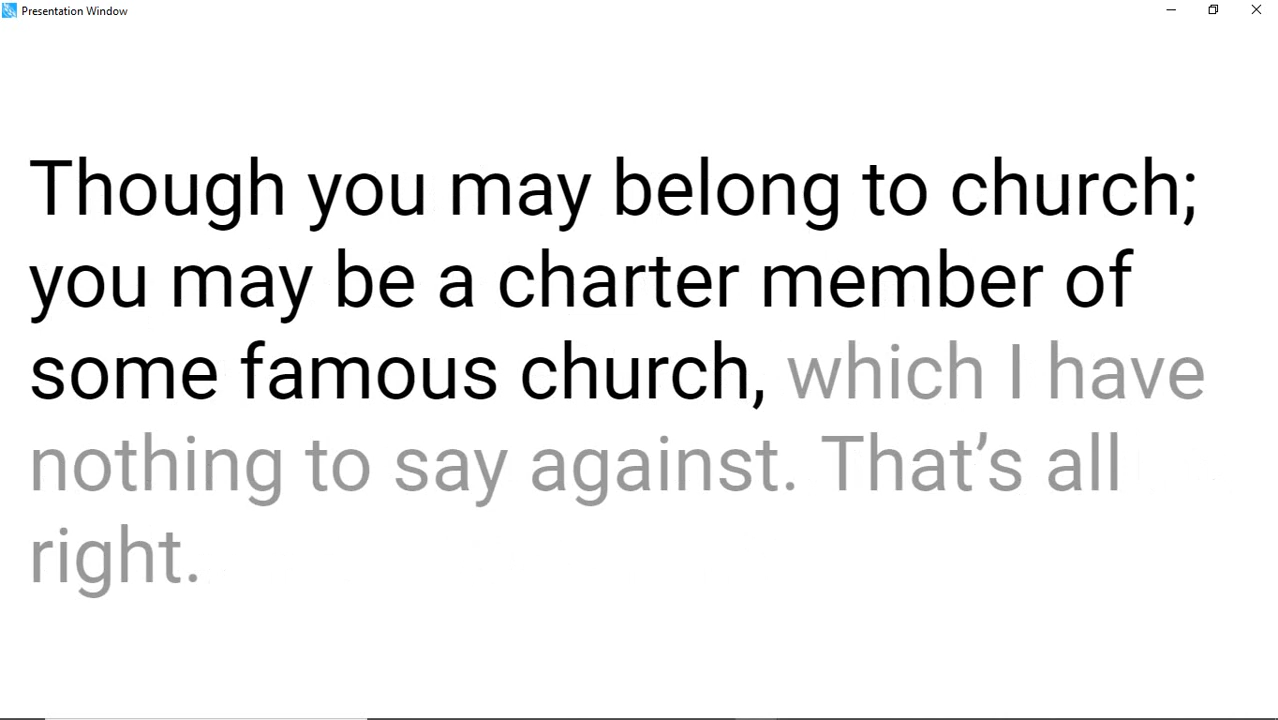 Presentation Window
Though you may belong to church;
you may be a charter member of
some famous church, which I have
nothing to say against. That’s all
right.